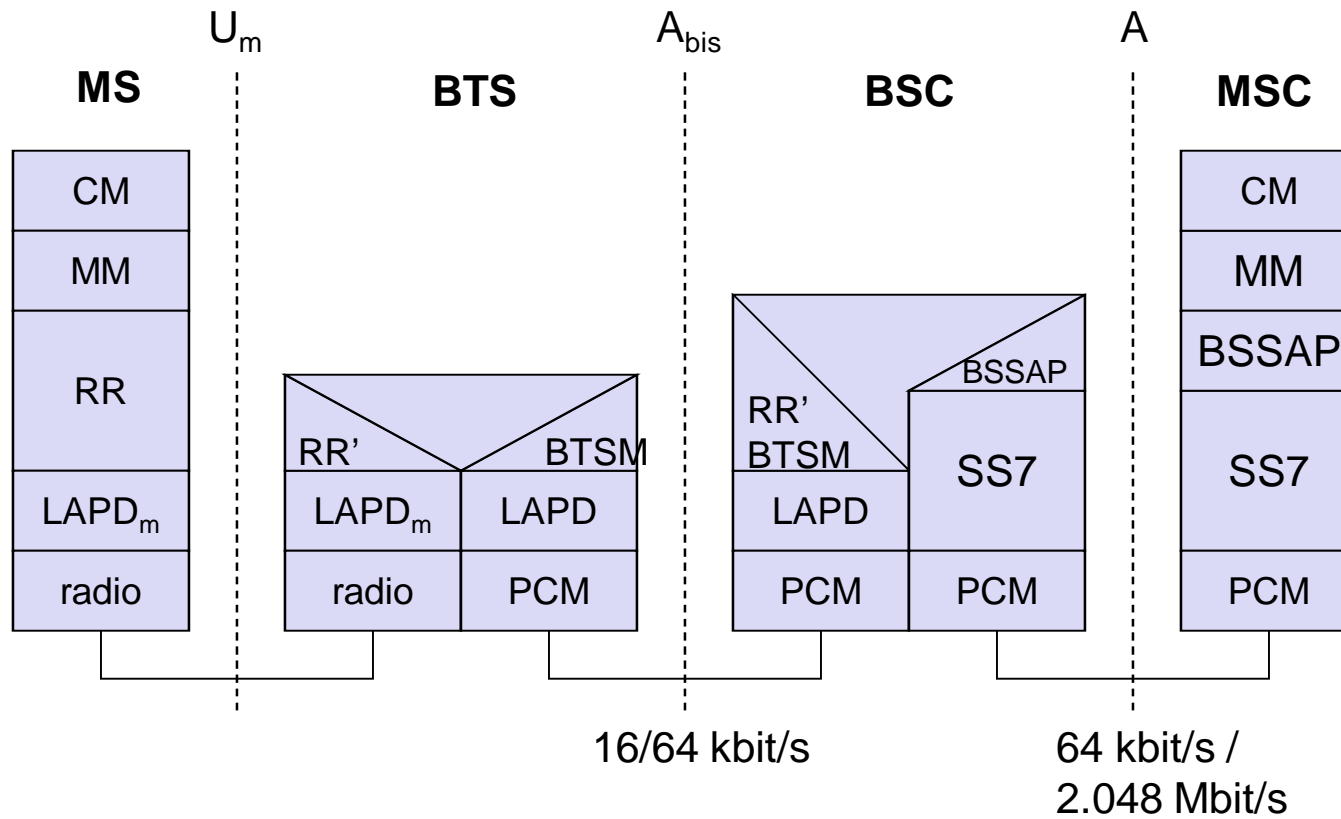 Um Abis A
MS BTS BSC MSC
CM
MM
RR
LAPDm
radio
RR’ BTSM
LAPDm LAPD
radio PCM
BSSAP
RR’
BTSM
SS7
LAPD
PCM PCM
CM
MM
BSSAP
SS7
PCM
16/64 kbit/s
64 kbit/s /
2.048 Mbit/s